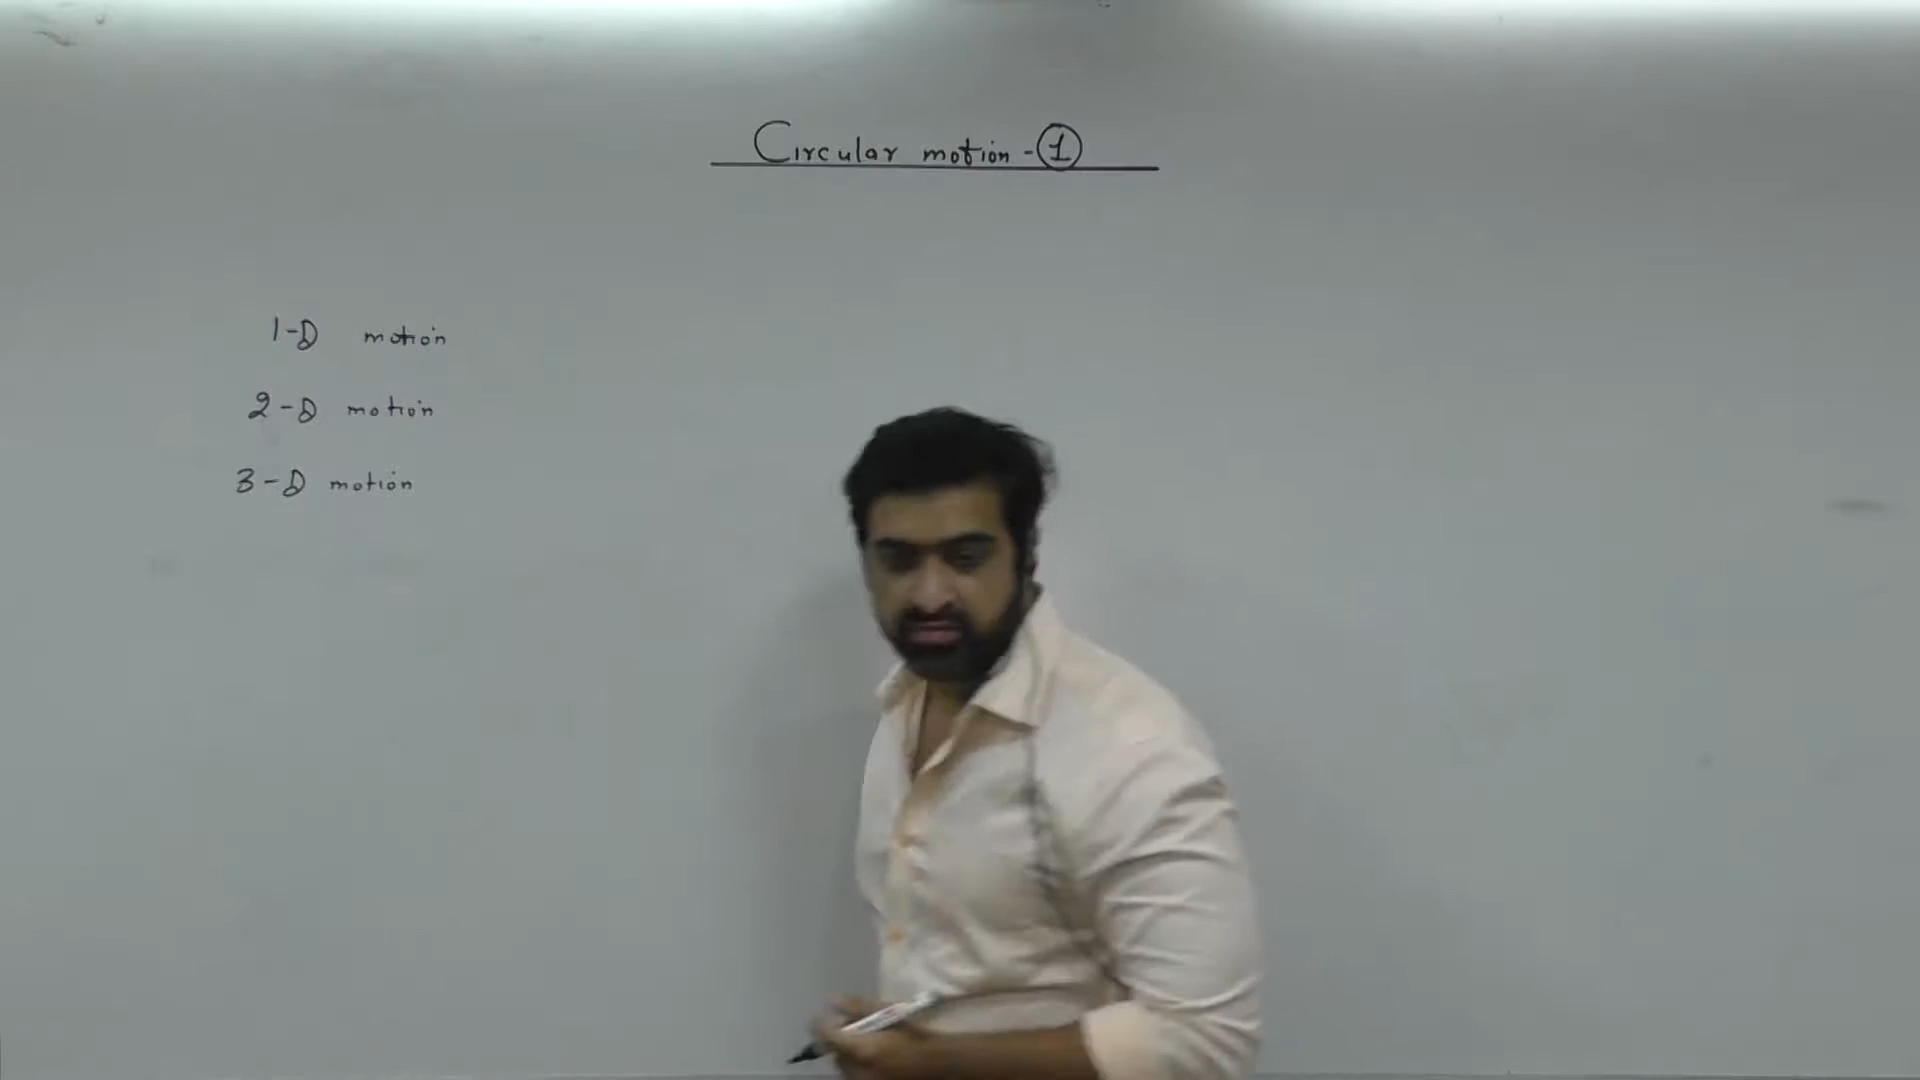 Circular motion - ①
1-D motion
2-D motion
3-D motion